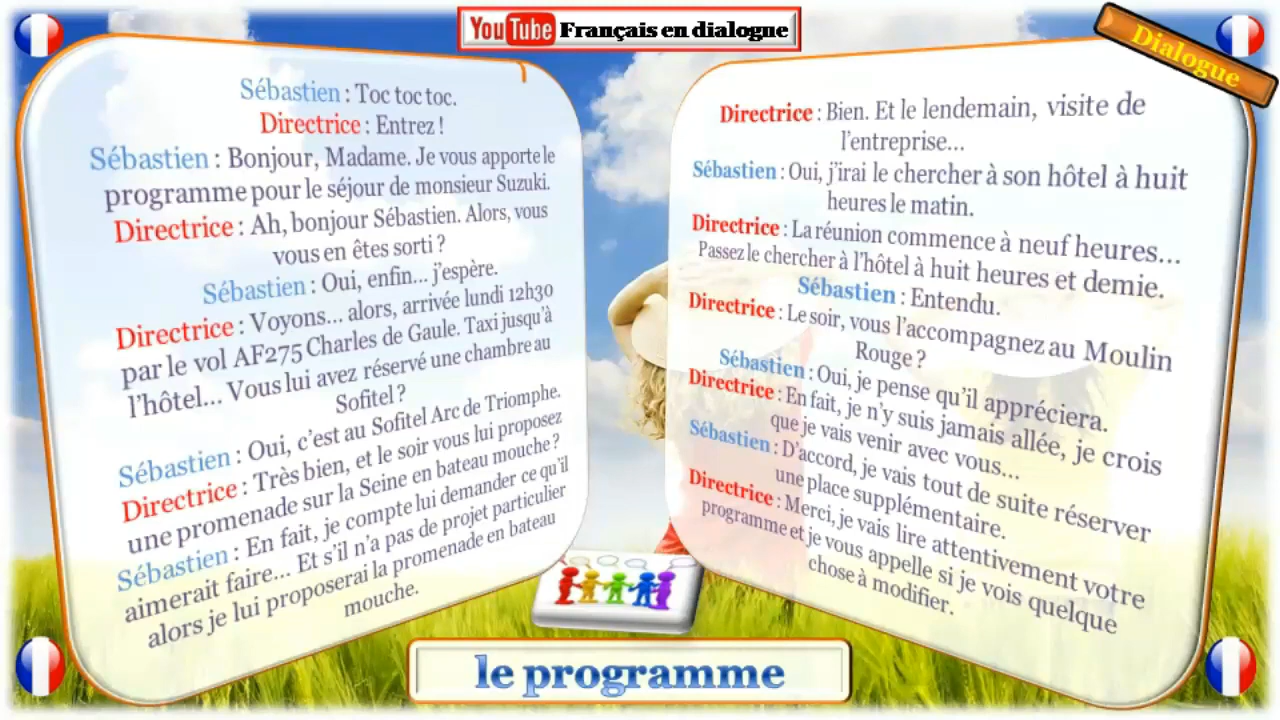 YouTube Français en dialogue
Dialogue
Sébastien : Toc toc toc.
Directrice : Entrez !
Sébastien : Bonjour, Madame. Je vous apporte le
programme pour le séjour de monsieur Suzuki.
Directrice : Ah, bonjour Sébastien. Alors, vous
vous en êtes sorti ?
Sébastien : Oui, enfin... j’espère.
Directrice : Voyons... alors, arrivée lundi 12h30
par le vol AF275 Charles de Gaule. Taxi jusqu’à
l’hôtel... Vous lui avez réservé une chambre au
Sofitel ?
Sébastien : Oui, c’est au Sofitel Arc de Triomphe.
Directrice : Très bien, et le soir vous lui proposez
une promenade sur la Seine en bateau mouche ?
Sébastien : En fait, je compte lui demander ce qu’il
aimerait faire... Et s’il n’a pas de projet particulier
alors je lui proposerai la promenade en bateau
mouche.
Directrice : Bien. Et le lendemain, visite de
l’entreprise...
Sébastien : Oui, j’irai le chercher à son hôtel à huit
heures le matin.
Directrice : La réunion commence à neuf heures...
Passez le chercher à l’hôtel à huit heures et demie.
Sébastien : Entendu.
Directrice : Le soir, vous l’accompagnez au Moulin
Rouge ?
Sébastien : Oui, je pense qu’il appréciera.
Directrice : En fait, je n’y suis jamais allée, je crois
que je vais venir avec vous...
Sébastien : D’accord, je vais tout de suite réserver
une place supplémentaire.
Directrice : Merci, je vais lire attentivement votre
programme et je vous appelle si je vois quelque
chose à modifier.
le programme